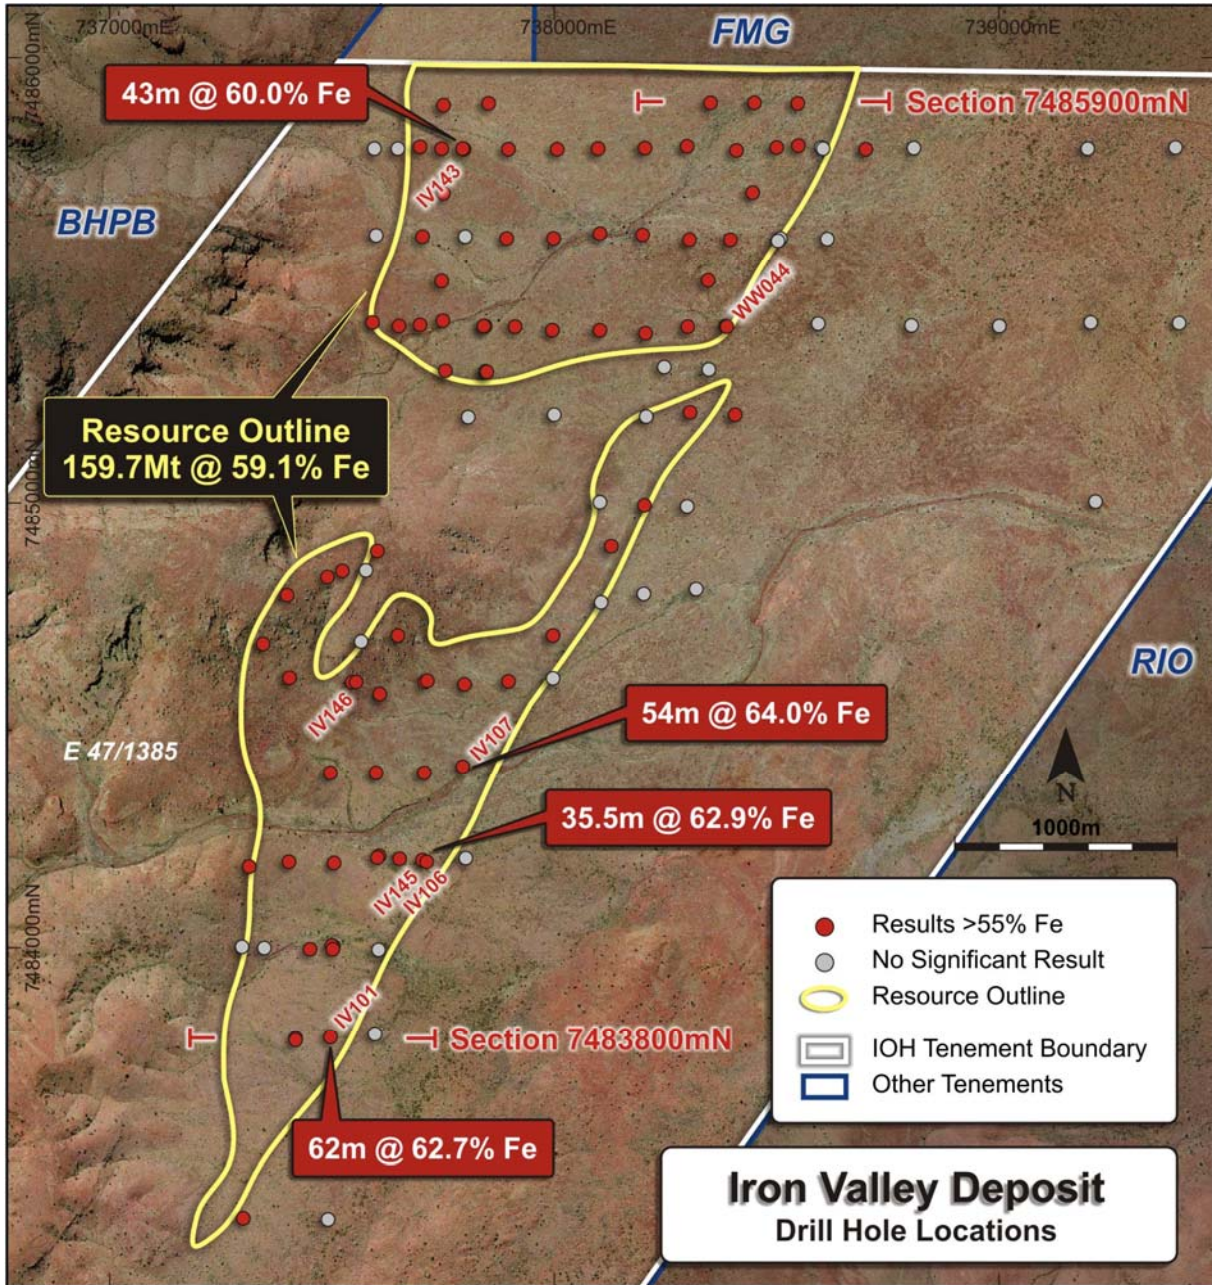 737000mE
738000mE
739000mE
FMG
7486000mN
43m @ 60.0% Fe
Section 7485900mN
IV143
BHPB
WW044
Resource Outline
159.7Mt @ 59.1% Fe
7485000mN
RIO
IV146
IV107
54m @ 64.0% Fe
E 47/1385
N
35.5m @ 62.9% Fe
1000m
IV145
IV106
Results >55% Fe
7484000mN
No Significant Result
Resource Outline
IV101
Section 7483800mN
IOH Tenement Boundary
Other Tenements
62m @ 62.7% Fe
Iron Valley Deposit
Drill Hole Locations